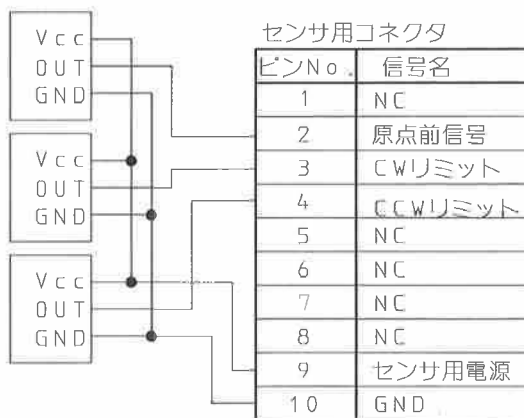 Vcc
OUT
GND
Vcc
OUT
GND
Vcc
OUT
GND
センサ用コネクタ
ピンNo. 信号名
1 NC
2 原点前信号
3 CWリミット
4 CCWリミット
5 NC
6 NC
7 NC
8 NC
9 センサ用電源
10 GND